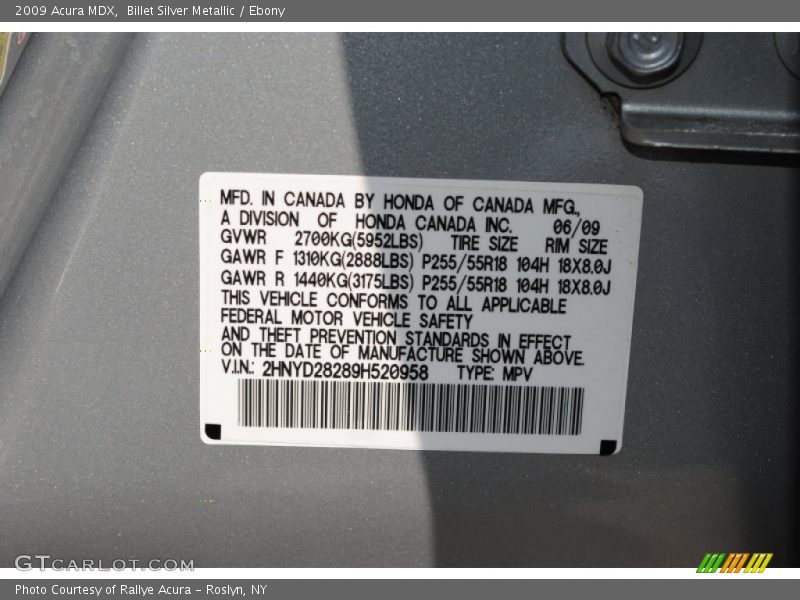 2009 Acura MDX,  Billet Silver Metallic / Ebony
MFD. IN CANADA BY HONDA OF CANADA MFG.,
A DIVISION OF HONDA CANADA INC. 06/09
GVWR 2700KG(5952LBS) TIRE SIZE RIM SIZE
GAWR F 1310KG(2888LBS) P255/55R18 104H 18X8.0J
GAWR R 1440KG(3175LBS) P255/55R18 104H 18X8.0J
THIS VEHICLE CONFORMS TO ALL APPLICABLE
FEDERAL MOTOR VEHICLE SAFETY
AND THEFT PREVENTION STANDARDS IN EFFECT
ON THE DATE OF MANUFACTURE SHOWN ABOVE.
V.I.N.: 2HNYD28289H520958 TYPE: MPV
GTCARLOT.COM
Photo Courtesy of Rallye Acura – Roslyn, NY